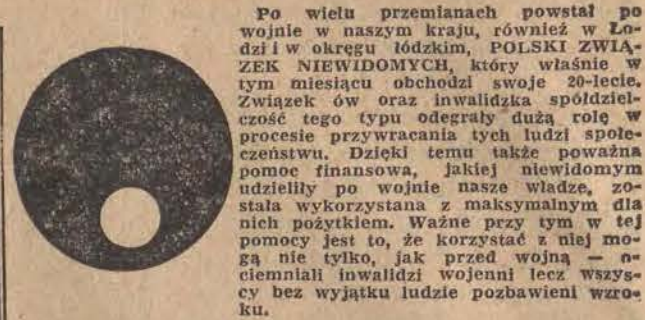 Po wielu przemianach powstał po
wojnie w naszym kraju, również w Ło-
dzi i w okręgu łódzkim, POLSKI ZWIĄ-
ZEK NIEWIDOMYCH, który właśnie w
tym miesiącu obchodzi swoje 20-lecie.
Związek ów oraz inwalidzka spółdziel-
czość tego typu odegrały dużą rolę w
procesie przywracania tych ludzi społe-
czeństwu. Dzięki temu także poważna
pomoc finansowa, jakiej niewidomym
udzieliły po wojnie nasze władze, zo-
stała wykorzystana z maksymalnym dla
nich pożytkiem. Ważne przy tym w tej
pomocy jest to, że korzystać z niej mo-
gą nie tylko, jak przed wojną — o-
ciemniali inwalidzi wojenni lecz wszys-
cy bez wyjątku ludzie pozbawieni wzro-
ku.